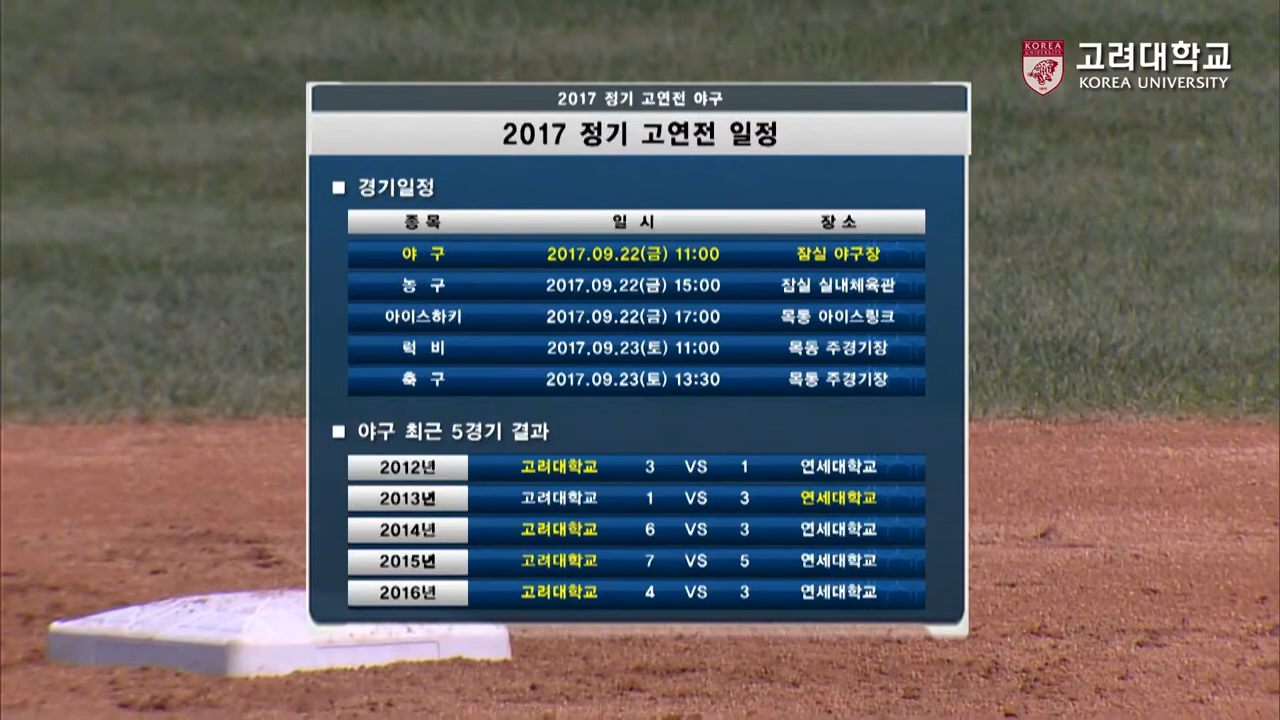 KOREA
UNIVERSITY
고려대학교
KOREA UNIVERSITY
2017 정기 고연전 야구
2017 정기 고연전 일정
■ 경기일정
종 목 일 시 장 소
야 구 2017.09.22(금) 11:00 잠실 야구장
농 구 2017.09.22(금) 15:00 잠실 실내체육관
아이스하키 2017.09.22(금) 17:00 목동 아이스링크
럭 비 2017.09.23(토) 11:00 목동 주경기장
축 구 2017.09.23(토) 13:30 목동 주경기장
■ 야구 최근 5경기 결과
2012년 고려대학교 3 VS 1 연세대학교
2013년 고려대학교 1 VS 3 연세대학교
2014년 고려대학교 6 VS 3 연세대학교
2015년 고려대학교 7 VS 5 연세대학교
2016년 고려대학교 4 VS 3 연세대학교